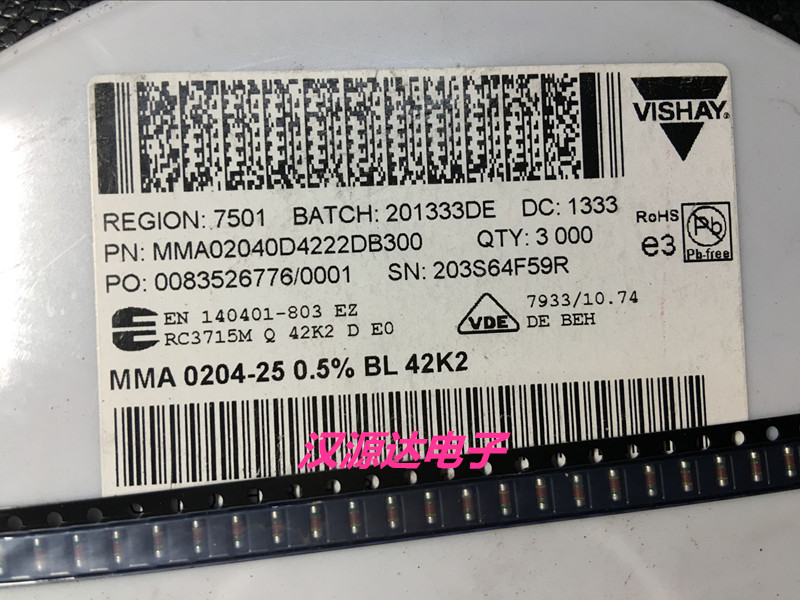 VISHAY
REGION: 7501 BATCH: 201333DE DC: 1333
PN: MMA02040D4222DB300 QTY: 3 000
PO: 0083526776/0001 SN: 203S64F59R
RoHS
e3
Pb
Pb-free
EN 140401-803 EZ
RC3715M Q 42K2 D E0
VDE
7933/10.74
DE BEH
MMA 0204-25 0.5% BL 42K2
汉源达电子